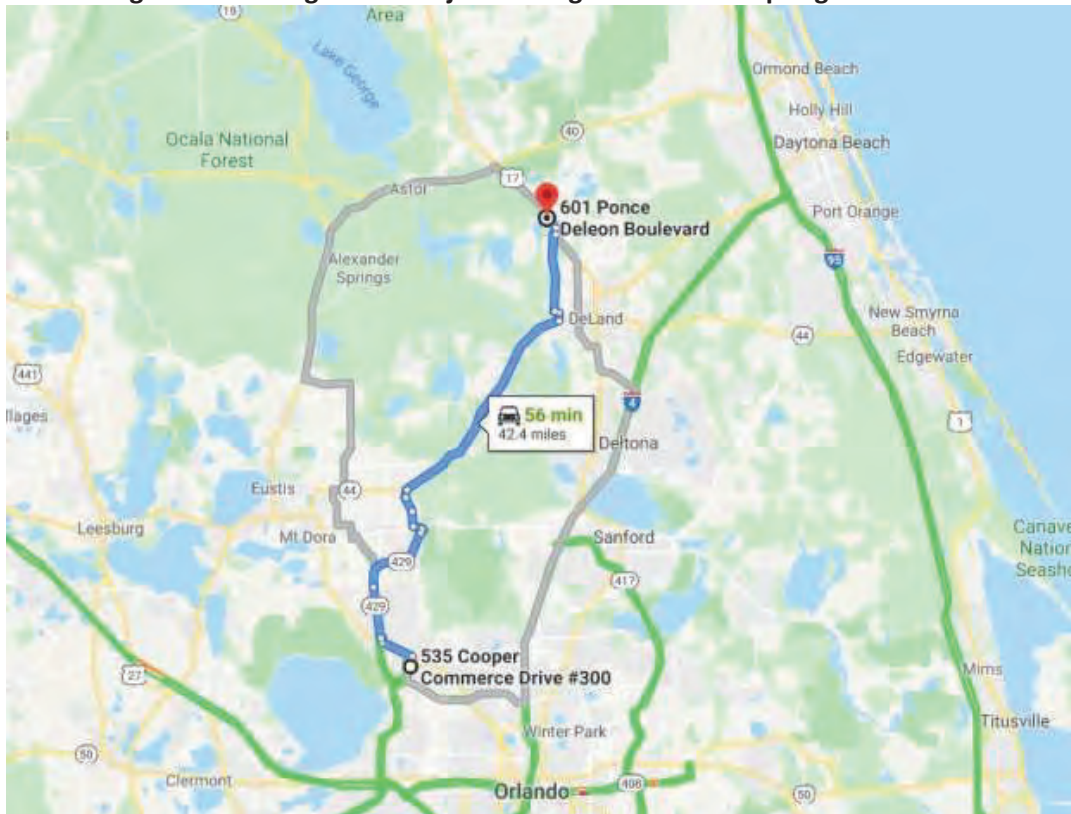 19
Area
Lake George
Ormond Beach
Holly Hill
40
Ocala National
Forest
Daytona Beach
17
Astor
601 Ponce
Deleon Boulevard
Port Orange
Alexander
Springs
95
New Smyrna
Beach
DeLand
44
Edgewater
441
56 min
42.4 miles
4
1
llages
Deltona
Eustis
44
Leesburg
Mt Dora
Sanford
Canave
Nation
Seasho
429
417
429
535 Cooper
Commerce Drive #300
27
Mims
Titusville
Winter Park
50
Clermont
Orlando
408
50